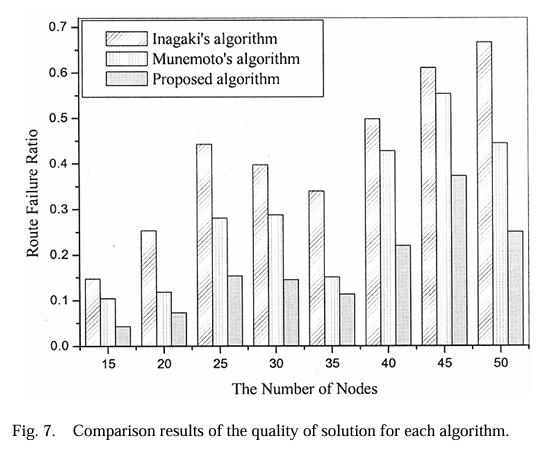 0.7
0.6
0.5
0.4
0.3
0.2
0.1
0.0
Route Failure Ratio
Inagaki's algorithm
Munemoto's algorithm
Proposed algorithm
15 20 25 30 35 40 45 50
The Number of Nodes
Fig. 7. Comparison results of the quality of solution for each algorithm.